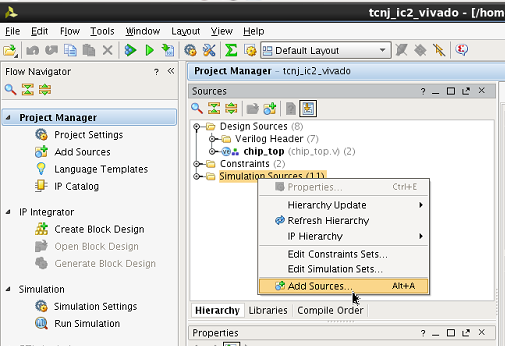 tcnj_ic2_vivado - [/hom
File Edit Flow Tools Window Layout View Help
Default Layout
Flow Navigator
Project Manager
Project Settings
Add Sources
Language Templates
IP Catalog
IP Integrator
Create Block Design
Open Block Design
Generate Block Design
Simulation
Simulation Settings
Run Simulation
Project Manager - tcnj_ic2_vivado
Sources
Design Sources (8)
Verilog Header (7)
chip_top (chip_top.v) (2)
Constraints (2)
Simulation Sources (11)
Properties... Ctrl+E
Hierarchy Update
Refresh Hierarchy
IP Hierarchy
Edit Constraints Sets...
Edit Simulation Sets...
Add Sources... Alt+A
Hierarchy Libraries Compile Order
Properties